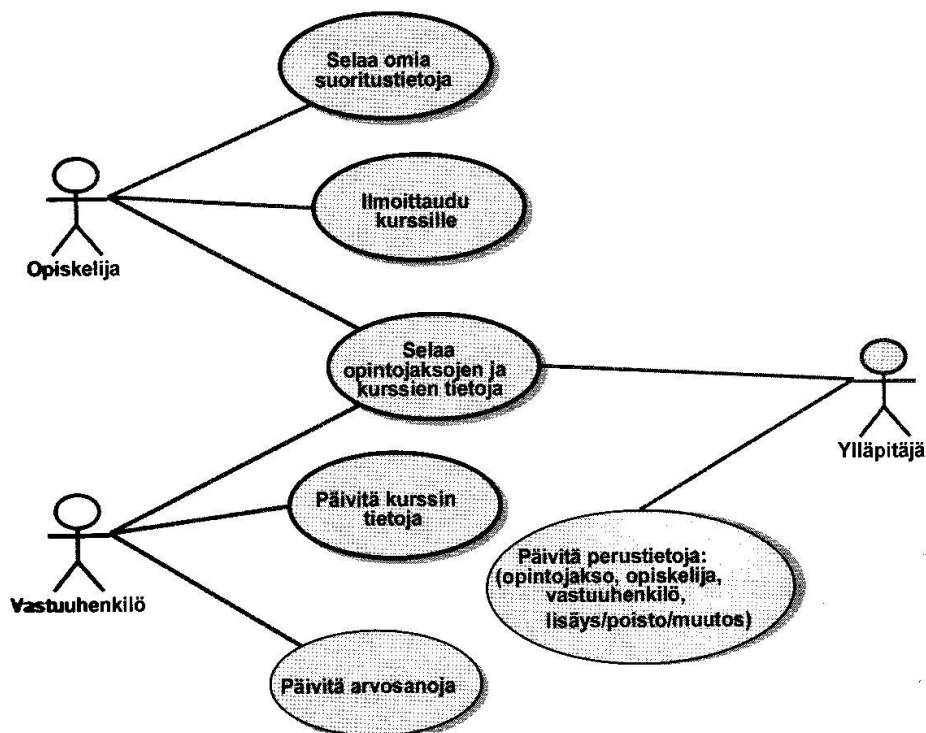 Selaa omia
suoritustietoja
Ilmoittaudu
kurssille
Opiskelija
Selaa
opintojaksojen ja
kurssien tietoja
Ylläpitäjä
Päivitä kurssin
tietoja
Vastuuhenkilö
Päivitä perustietoja:
(opintojakso, opiskelija,
vastuuhenkilö,
lisäys/poisto/muutos)
Päivitä arvosanoja